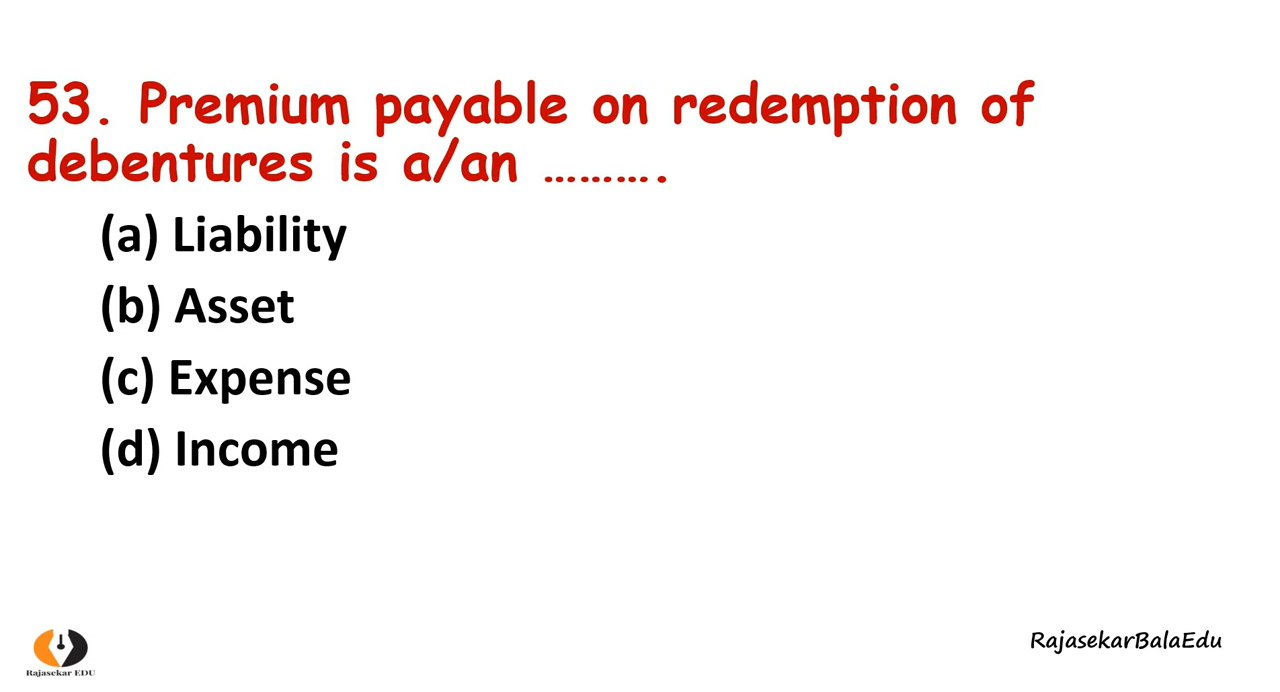 53. Premium payable on redemption of
debentures is a/an ……….
(a) Liability
(b) Asset
(c) Expense
(d) Income
RajasekarBalaEdu
Rajasekar EDU